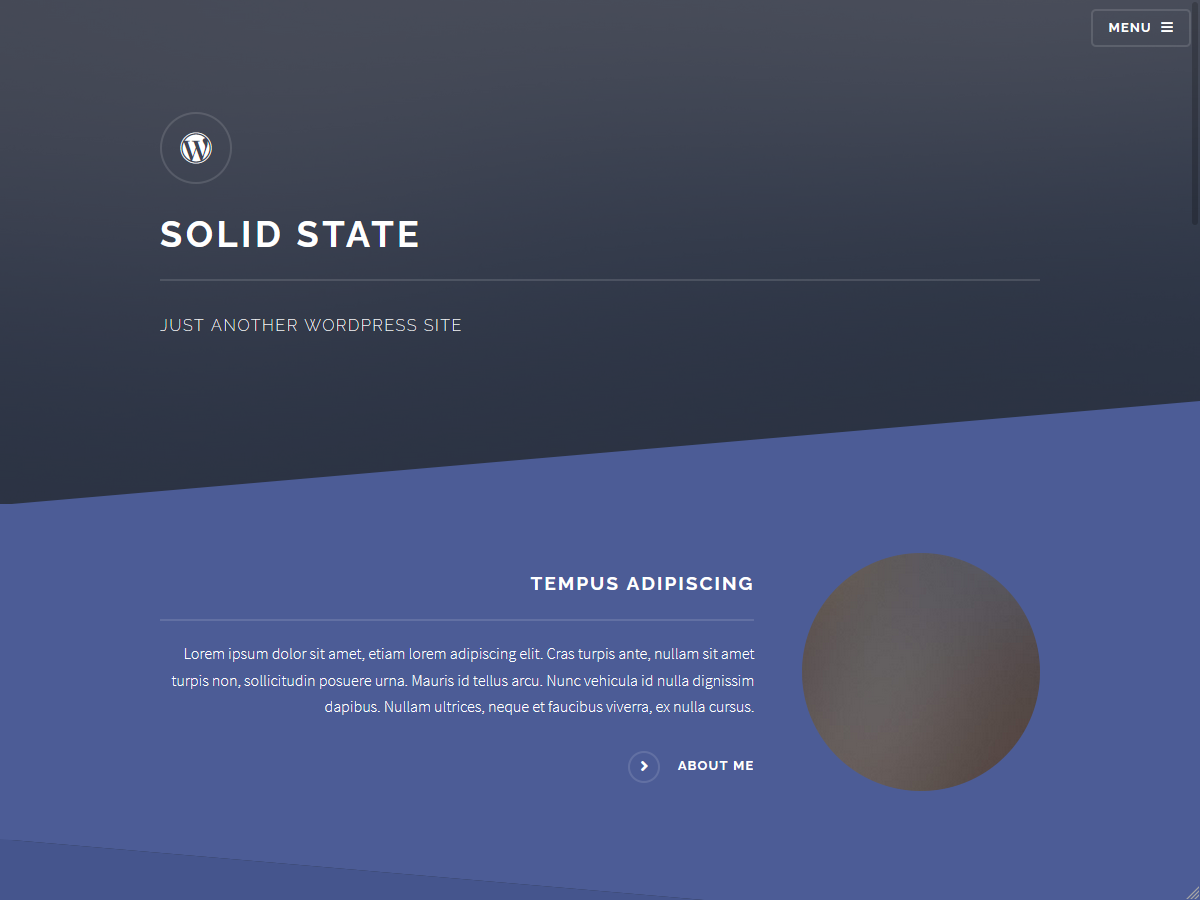 MENU
SOLID STATE
JUST ANOTHER WORDPRESS SITE
TEMPUS ADIPISCING
Lorem ipsum dolor sit amet, etiam lorem adipiscing elit. Cras turpis ante, nullam sit amet
turpis non, sollicitudin posuere urna. Mauris id tellus arcu. Nunc vehicula id nulla dignissim
dapibus. Nullam ultrices, neque et faucibus viverra, ex nulla cursus.
ABOUT ME